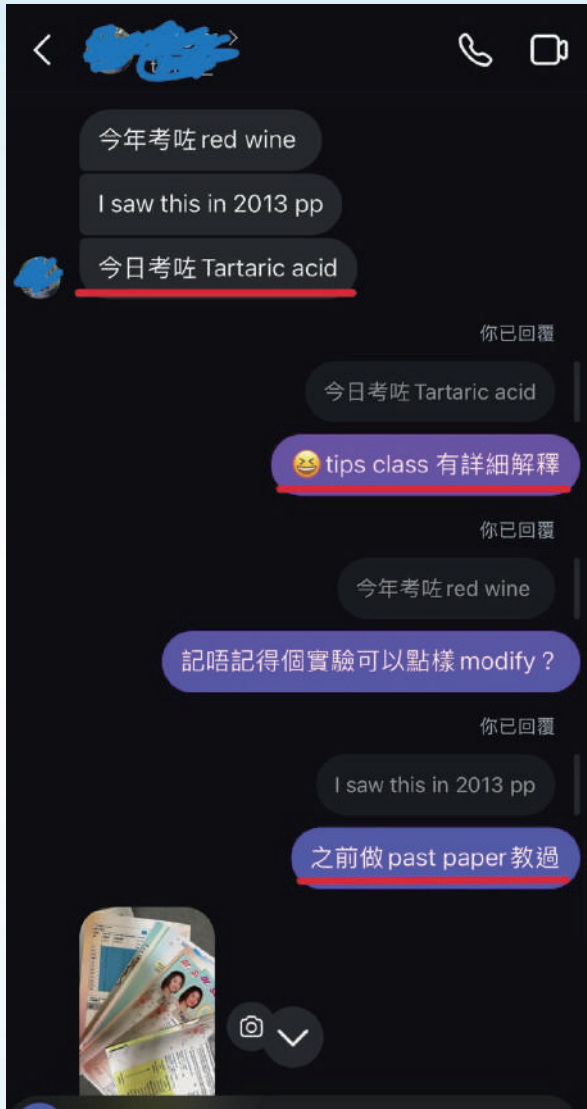 今年考咗 red wine
I saw this in 2013 pp
今日考咗 Tartaric acid
你已回覆
今日考咗 Tartaric acid
😆 tips class 有詳細解釋
你已回覆
今年考咗 red wine
記唔記得個實驗可以點樣 modify？
你已回覆
I saw this in 2013 pp
之前做 past paper 教過